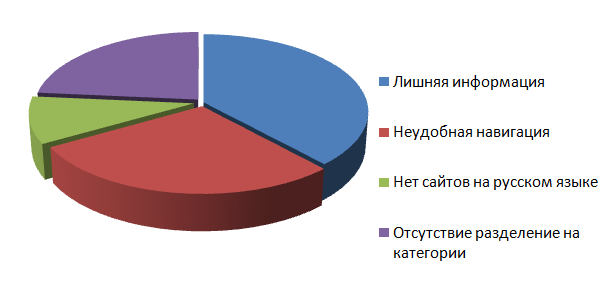 Лишняя информация
Неудобная навигация
Нет сайтов на русском языке
Отсутствие разделение на
категории